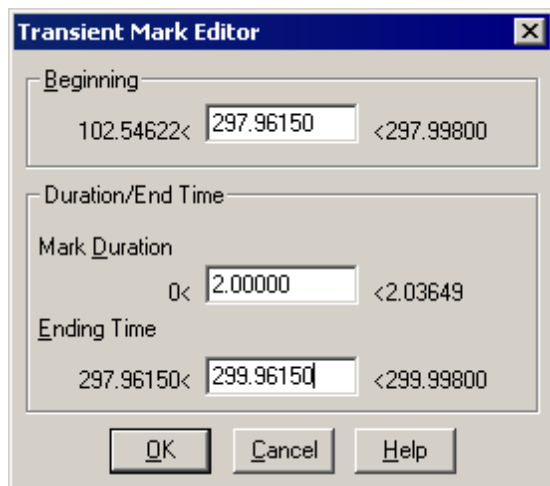 Transient Mark Editor
Beginning
102.54622< 297.96150 <297.99800
Duration/End Time
Mark Duration
0< 2.00000 <2.03649
Ending Time
297.96150< 299.96150 <299.99800
OK Cancel Help